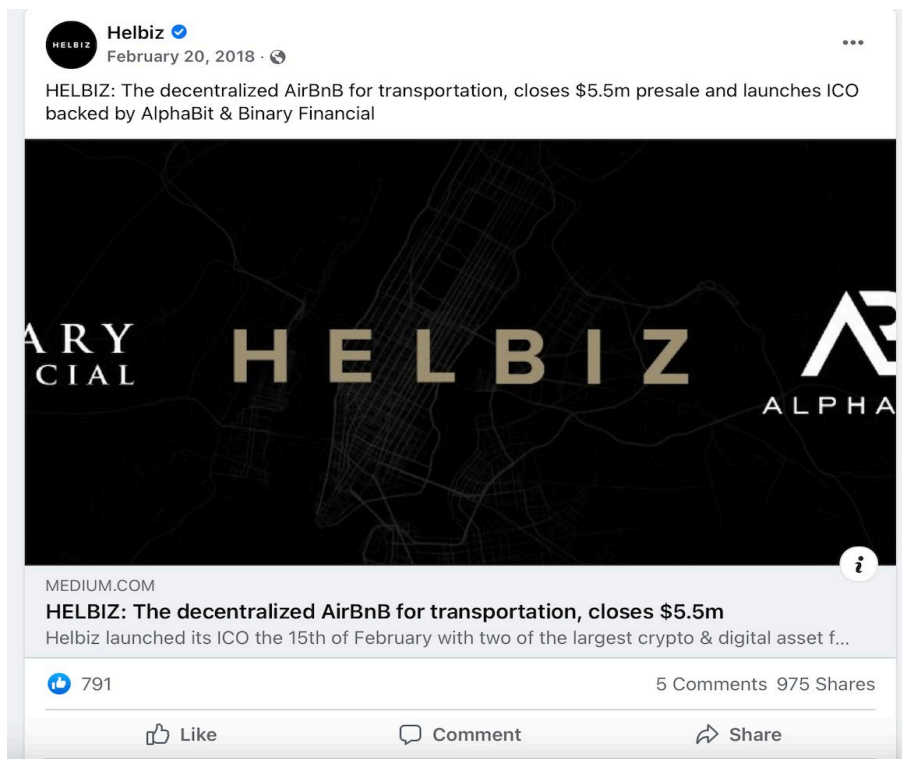 HELBIZ
Helbiz
February 20, 2018 ·
HELBIZ: The decentralized AirBnB for transportation, closes $5.5m presale and launches ICO
backed by AlphaBit & Binary Financial
ARY
CIAL
HELBIZ
AB
ALPHA
MEDIUM.COM
HELBIZ: The decentralized AirBnB for transportation, closes $5.5m
Helbiz launched its ICO the 15th of February with two of the largest crypto & digital asset f...
791
5 Comments 975 Shares
Like
Comment
Share